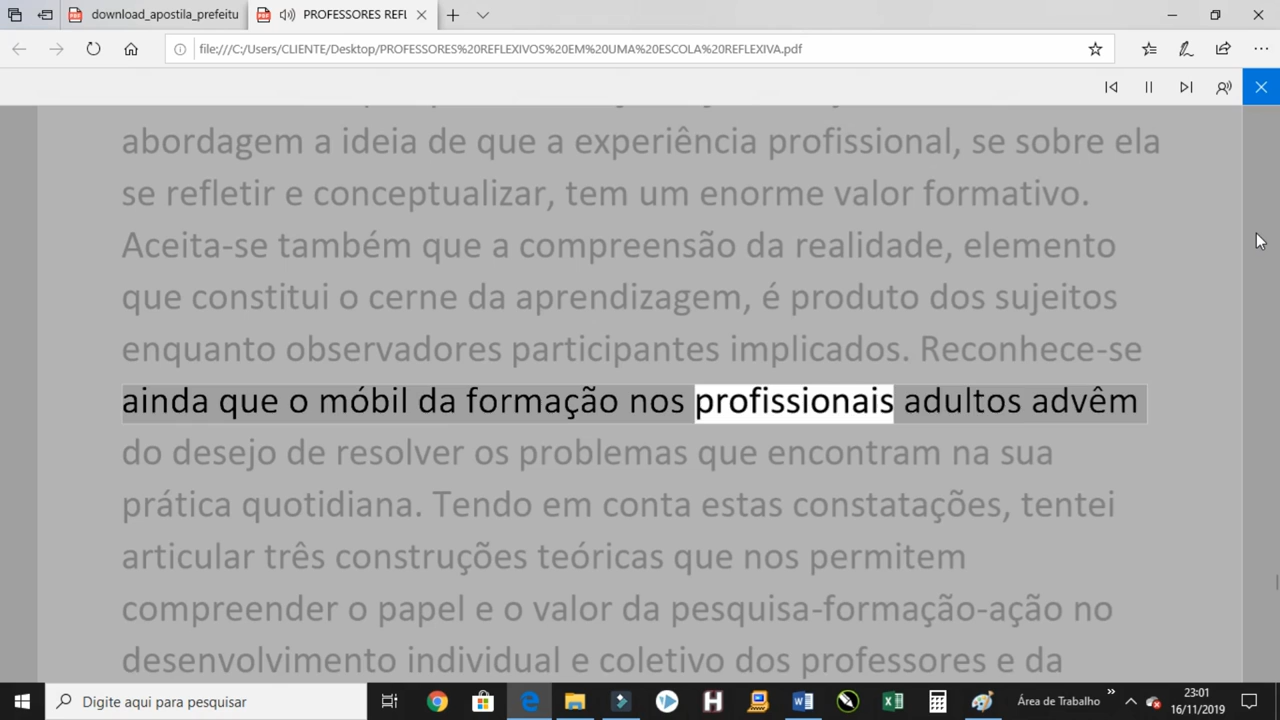 download_apostila_prefeitu
PROFESSORES REFL
file:///C:/Users/CLIENTE/Desktop/PROFESSORES%20REFLEXIVOS%20EM%20UMA%20ESCOLA%20REFLEXIVA.pdf
abordagem a ideia de que a experiência profissional, se sobre ela
se refletir e conceptualizar, tem um enorme valor formativo.
Aceita-se também que a compreensão da realidade, elemento
que constitui o cerne da aprendizagem, é produto dos sujeitos
enquanto observadores participantes implicados. Reconhece-se
ainda que o móbil da formação nos profissionais adultos advêm
do desejo de resolver os problemas que encontram na sua
prática quotidiana. Tendo em conta estas constatações, tentei
articular três construções teóricas que nos permitem
compreender o papel e o valor da pesquisa-formação-ação no
desenvolvimento individual e coletivo dos professores e da
Digite aqui para pesquisar
Área de Trabalho
23:01
16/11/2019